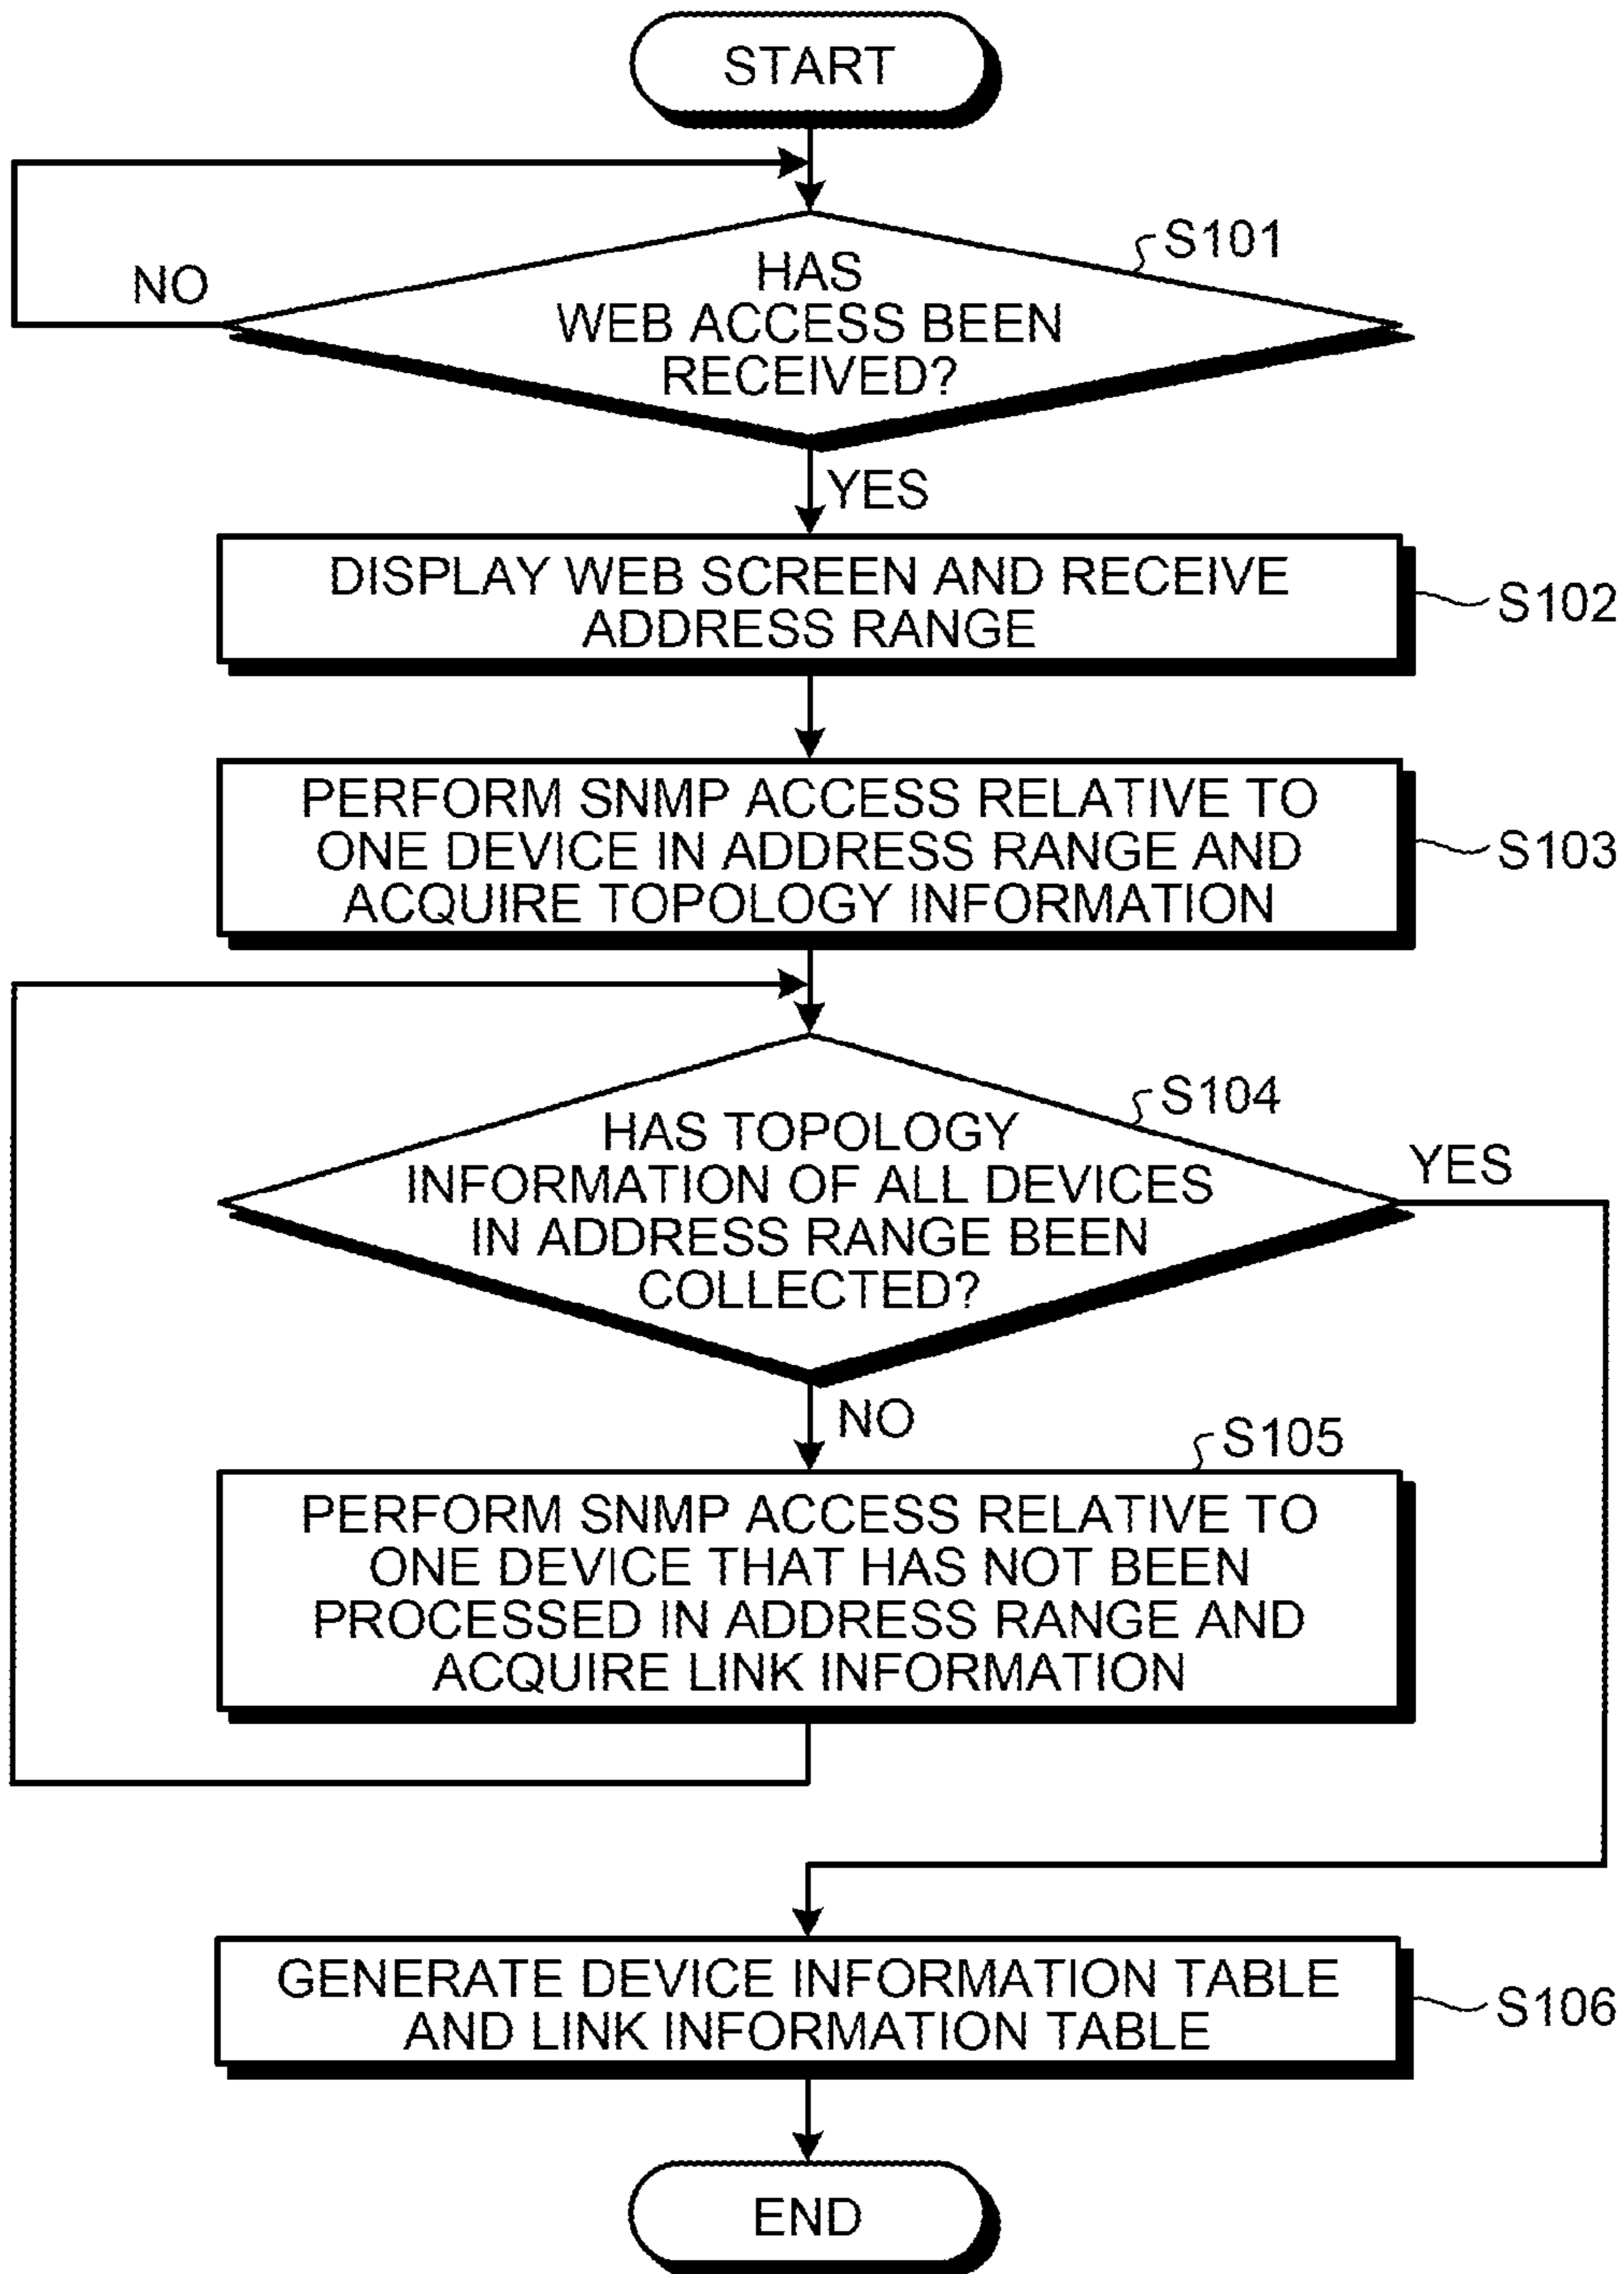 START
S101
NO
HAS
WEB ACCESS BEEN
RECEIVED?
YES
DISPLAY WEB SCREEN AND RECEIVE
ADDRESS RANGE
S102
PERFORM SNMP ACCESS RELATIVE TO
ONE DEVICE IN ADDRESS RANGE AND
ACQUIRE TOPOLOGY INFORMATION
S103
S104
HAS TOPOLOGY
INFORMATION OF ALL DEVICES
IN ADDRESS RANGE BEEN
COLLECTED?
YES
NO
S105
PERFORM SNMP ACCESS RELATIVE TO
ONE DEVICE THAT HAS NOT BEEN
PROCESSED IN ADDRESS RANGE AND
ACQUIRE LINK INFORMATION
GENERATE DEVICE INFORMATION TABLE
AND LINK INFORMATION TABLE
S106
END